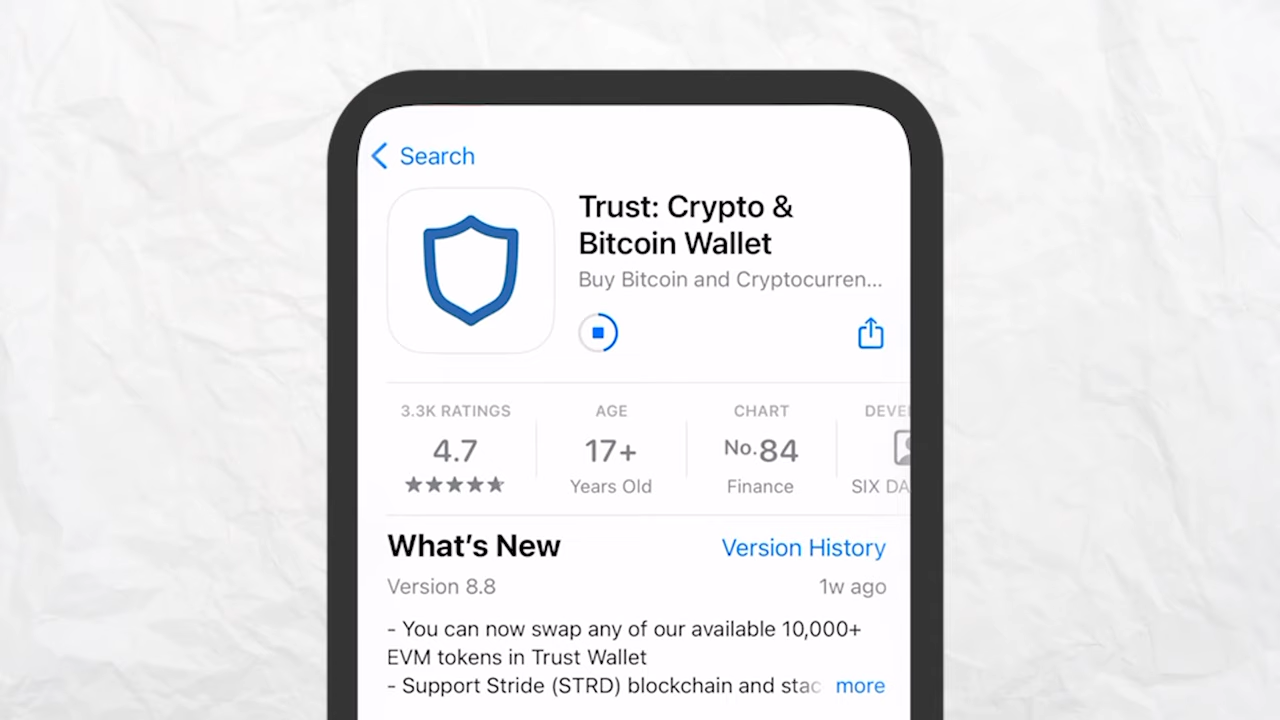 Search
Trust: Crypto &
Bitcoin Wallet
Buy Bitcoin and Cryptocurren...
3.3K RATINGS
AGE
CHART
4.7
17+
No.84
Years Old
Finance
SIX DA
What's New
Version History
Version 8.8
1w ago
- You can now swap any of our available 10,000+
EVM tokens in Trust Wallet
- Support Stride (STRD) blockchain and stac more